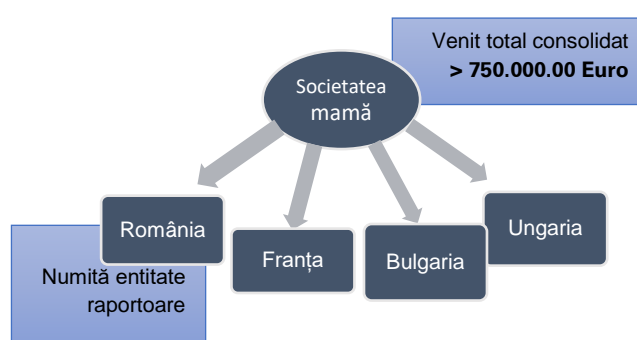 Venit total consolidat
> 750.000.00 Euro
Societatea
mamă
România
Franța
Bulgaria
Ungaria
Numită entitate
raportoare